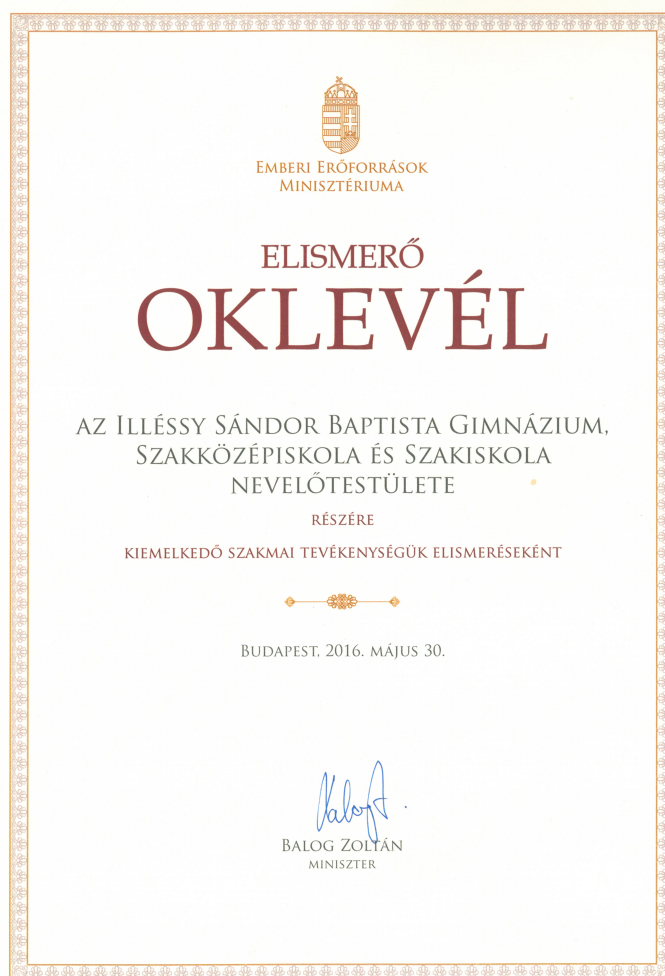 Emberi Erőforrások
Minisztériuma
ELISMERŐ
OKLEVÉL
az Illéssy Sándor Baptista Gimnázium,
Szakközépiskola és Szakiskola
nevelőtestülete
részére
kiemelkedő szakmai tevékenységük elismeréseként
Budapest, 2016. május 30.
Balog Zoltán
miniszter